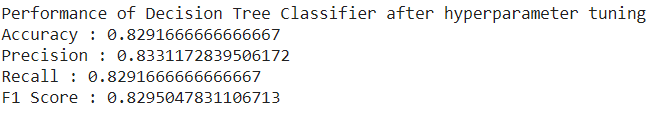 Performance of Decision Tree Classifier after hyperparameter tuning
Accuracy : 0.8291666666666667
Precision : 0.8331172839506172
Recall : 0.8291666666666667
F1 Score : 0.8295047831106713